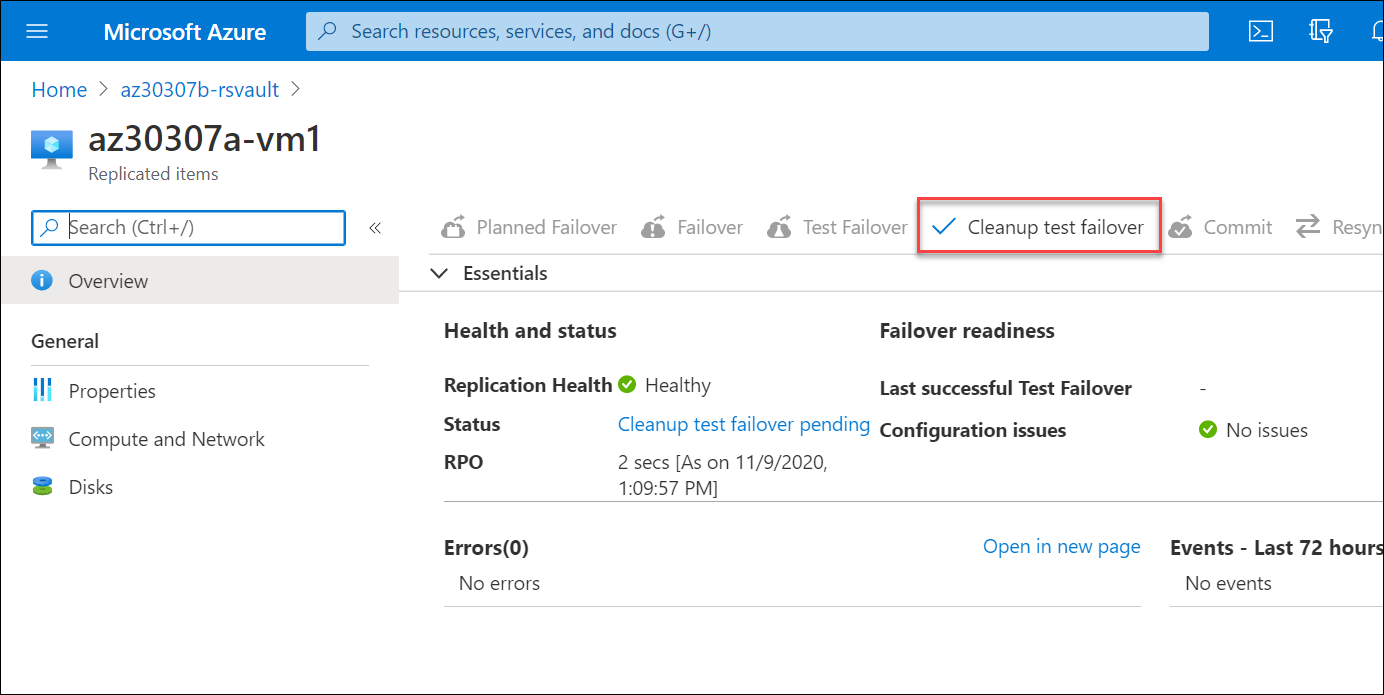 Microsoft Azure
Search resources, services, and docs (G+/)
Home > az30307b-rsvault >
az30307a-vm1
Replicated items
Search (Ctrl+/)
«
Planned Failover
Failover
Test Failover
Cleanup test failover
Commit
Resyn
Overview
Essentials
General
Properties
Compute and Network
Disks
Health and status
Replication Health
Healthy
Status
Cleanup test failover pending
RPO
2 secs [As on 11/9/2020,
1:09:57 PM]
Failover readiness
Last successful Test Failover
-
Configuration issues
No issues
Errors(0)
Open in new page
No errors
Events - Last 72 hours
No events